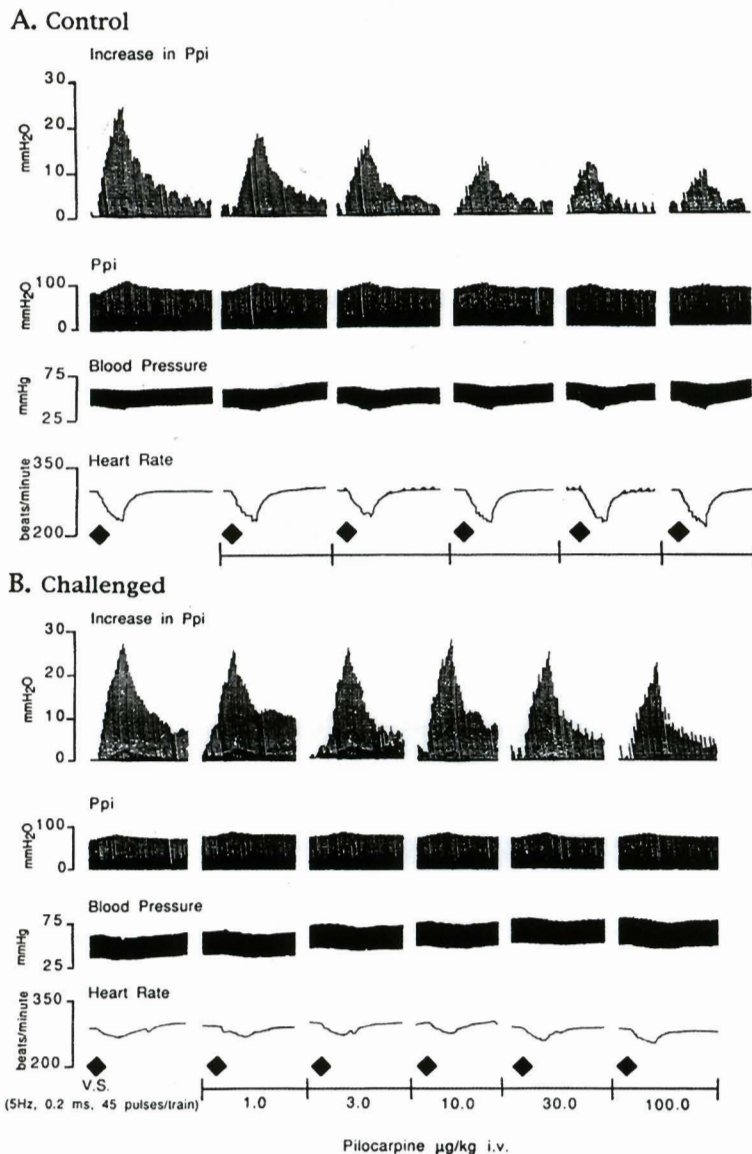 A. Control
Increase in Ppi
30
20
10
0
mmH2O
Ppi
100
0
mmH2O
Blood Pressure
75
25
mmHg
Heart Rate
350
200
beats/minute
B. Challenged
Increase in Ppi
30
20
10
0
mmH2O
Ppi
100
0
mmH2O
Blood Pressure
75
25
mmHg
Heart Rate
350
200
beats/minute
V.S.
(5Hz, 0.2 ms, 45 pulses/train)
1.0 3.0 10.0 30.0 100.0
Pilocarpine µg/kg i.v.